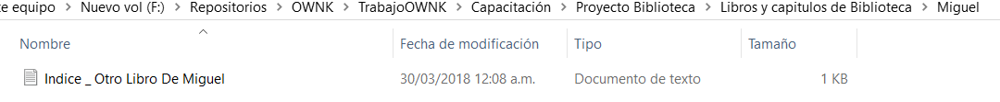 te equipo > Nuevo vol (F:) > Repositorios > OWNK > TrabajoOWNK > Capacitación > Proyecto Biblioteca > Libros y capitulos de Biblioteca > Miguel
Nombre Fecha de modificación Tipo Tamaño
Indice _ Otro Libro De Miguel 30/03/2018 12:08 a.m. Documento de texto 1 KB